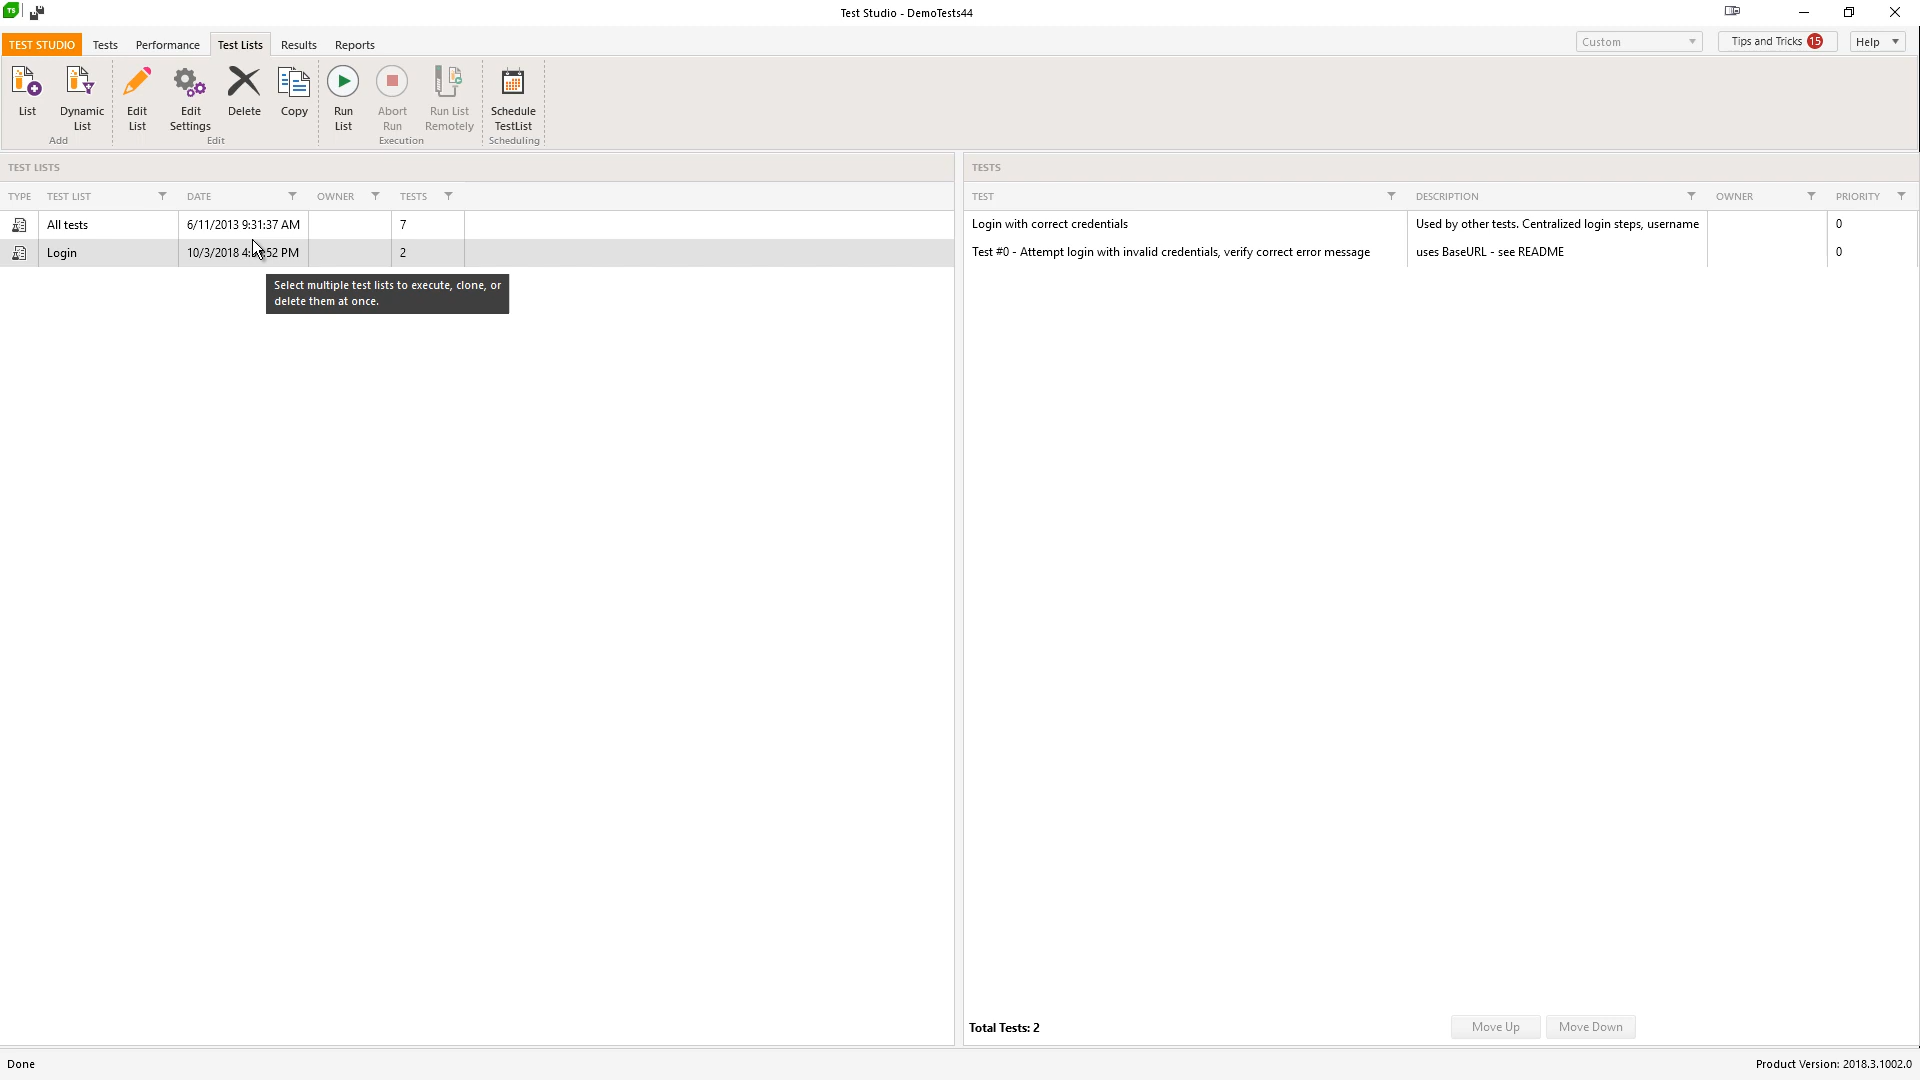 TS
Test Studio - DemoTests44
TEST STUDIO Tests Performance Test Lists Results Reports
Custom Tips and Tricks 15 Help
List Dynamic List Edit List Edit Settings Delete Copy Run List Abort Run Run List Remotely Schedule TestList
Add Edit Execution Scheduling
TEST LISTS
TYPE TEST LIST DATE OWNER TESTS
All tests 6/11/2013 9:31:37 AM 7
Login 10/3/2018 52 PM 2
Select multiple test lists to execute, clone, or
delete them at once.
TESTS
TEST DESCRIPTION OWNER PRIORITY
Login with correct credentials Used by other tests. Centralized login steps, username 0
Test #0 - Attempt login with invalid credentials, verify correct error message uses BaseURL - see README 0
Total Tests: 2 Move Up Move Down
Done Product Version: 2018.3.1002.0